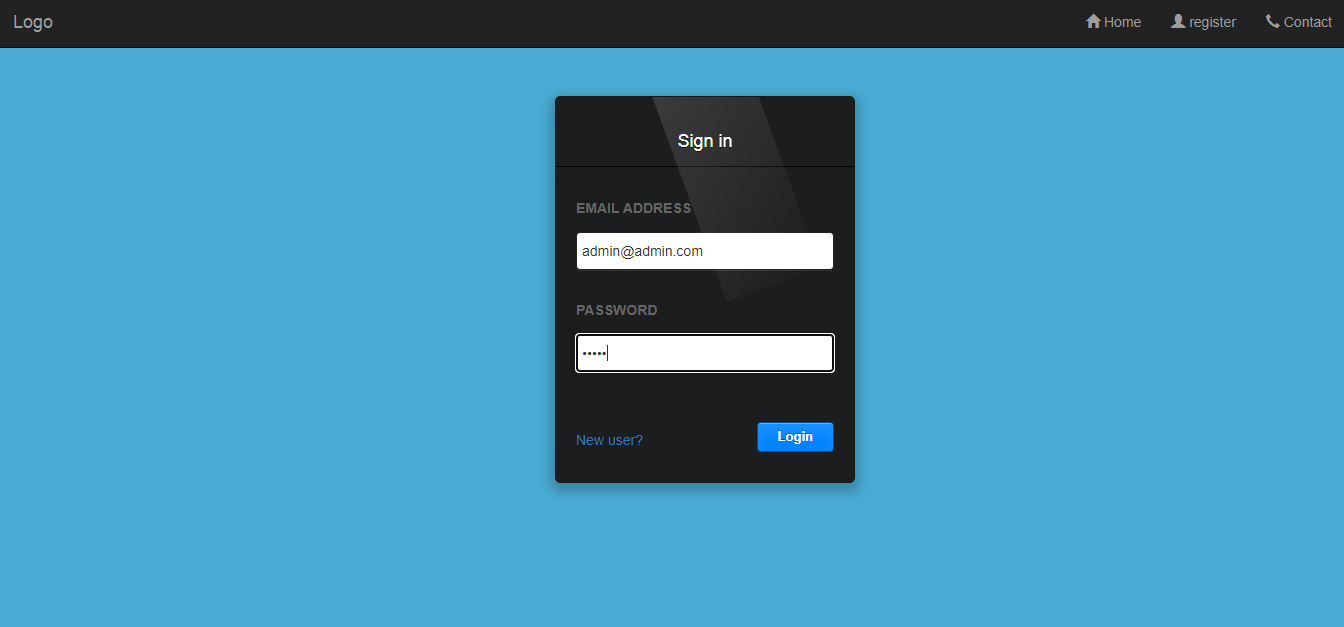 Logo
Home register Contact
Sign in
EMAIL ADDRESS
admin@admin.com
PASSWORD
•••••
New user? Login